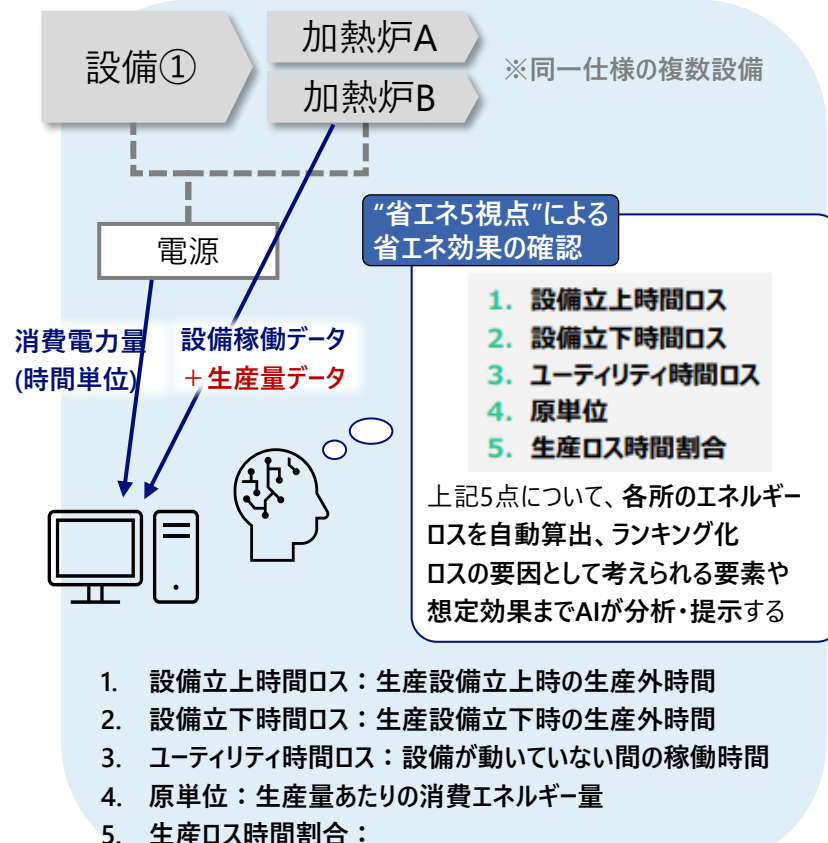 設備①
加熱炉A
加熱炉B
※同一仕様の複数設備
電源
消費電力量
(時間単位)
設備稼働データ
＋生産量データ
“省エネ5視点”による
省エネ効果の確認
1. 設備立上時間ロス
2. 設備立下時間ロス
3. ユーティリティ時間ロス
4. 原単位
5. 生産ロス時間割合
上記5点について、各所のエネルギー
ロスを自動算出、ランキング化
ロスの要因として考えられる要素や
想定効果までAIが分析・提示する
1. 設備立上時間ロス：生産設備立上時の生産外時間
2. 設備立下時間ロス：生産設備立下時の生産外時間
3. ユーティリティ時間ロス：設備が動いていない間の稼働時間
4. 原単位：生産量あたりの消費エネルギー量
5. 生産ロス時間割合：